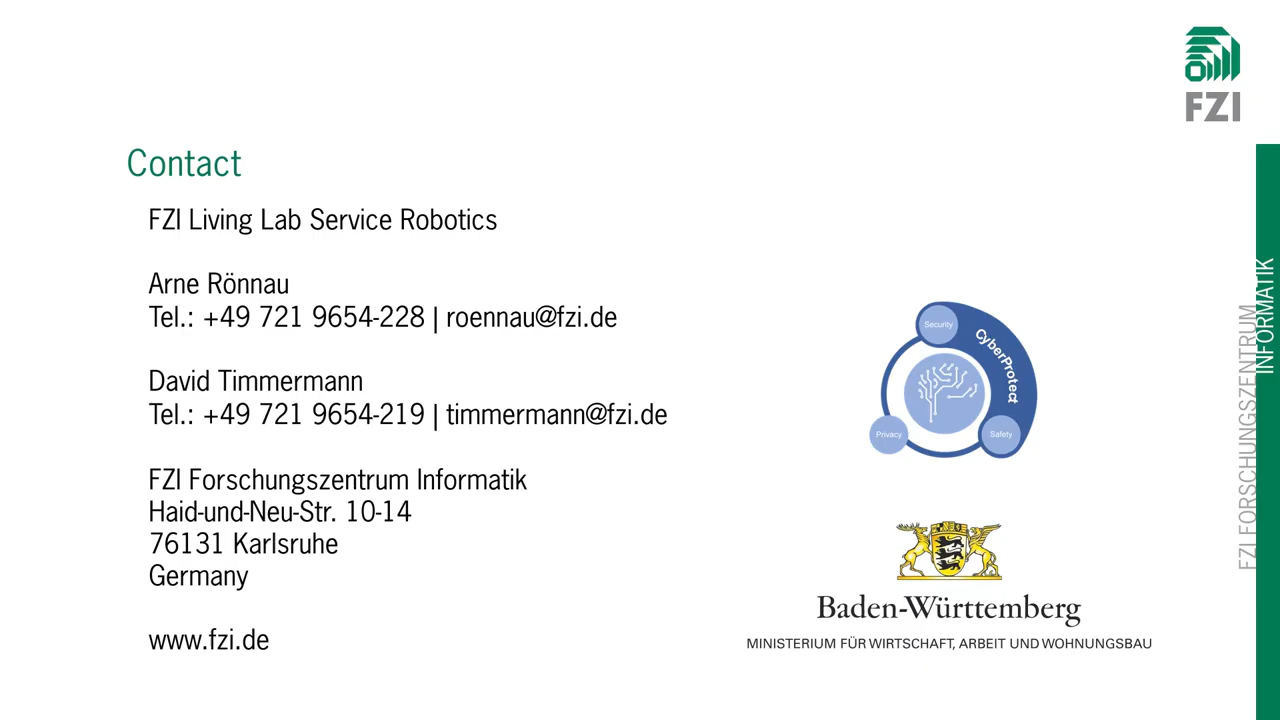 FZI
Contact
FZI Living Lab Service Robotics
Arne Rönnau
Tel.: +49 721 9654-228 | roennau@fzi.de
David Timmermann
Tel.: +49 721 9654-219 | timmermann@fzi.de
FZI Forschungszentrum Informatik
Haid-und-Neu-Str. 10-14
76131 Karlsruhe
Germany
www.fzi.de
Security
CyberProtect
Privacy
Safety
Baden-Württemberg
MINISTERIUM FÜR WIRTSCHAFT, ARBEIT UND WOHNUNGSBAU
FZI FORSCHUNGSZENTRUM
INFORMATIK